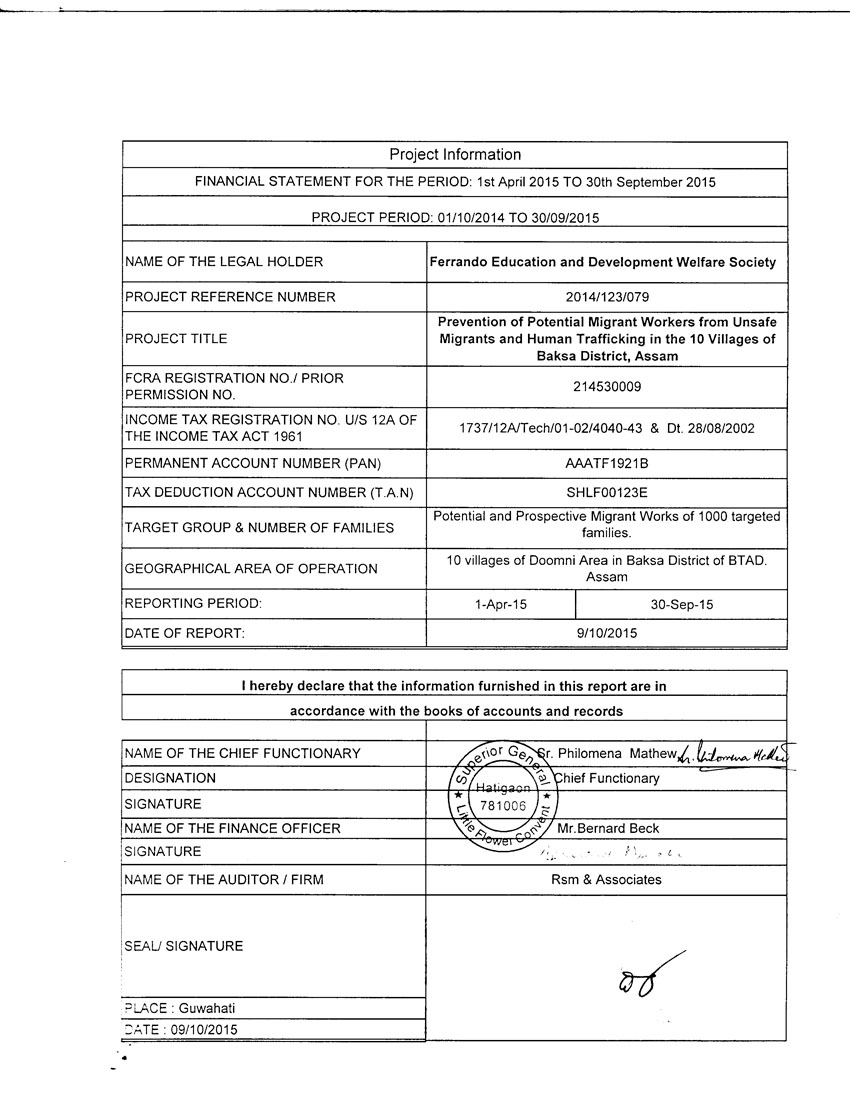 Project Information
FINANCIAL STATEMENT FOR THE PERIOD: 1st April 2015 TO 30th September 2015
PROJECT PERIOD: 01/10/2014 TO 30/09/2015
NAME OF THE LEGAL HOLDER
Ferrando Education and Development Welfare Society
PROJECT REFERENCE NUMBER
2014/123/079
PROJECT TITLE
Prevention of Potential Migrant Workers from Unsafe
Migrants and Human Trafficking in the 10 Villages of
Baksa District, Assam
FCRA REGISTRATION NO./ PRIOR
PERMISSION NO.
214530009
INCOME TAX REGISTRATION NO. U/S 12A OF
THE INCOME TAX ACT 1961
1737/12A/Tech/01-02/4040-43 & Dt. 28/08/2002
PERMANENT ACCOUNT NUMBER (PAN)
AAATF1921B
TAX DEDUCTION ACCOUNT NUMBER (T.A.N)
SHLF00123E
TARGET GROUP & NUMBER OF FAMILIES
Potential and Prospective Migrant Works of 1000 targeted
families.
GEOGRAPHICAL AREA OF OPERATION
10 villages of Doomni Area in Baksa District of BTAD.
Assam
REPORTING PERIOD:
1-Apr-15
30-Sep-15
DATE OF REPORT:
9/10/2015
I hereby declare that the information furnished in this report are in
accordance with the books of accounts and records
NAME OF THE CHIEF FUNCTIONARY
Sr. Philomena Mathew
DESIGNATION
Chief Functionary
SIGNATURE
Superior General
Hatigaon
781006
Little Flower Convent
NAME OF THE FINANCE OFFICER
Mr.Bernard Beck
SIGNATURE
NAME OF THE AUDITOR / FIRM
Rsm & Associates
SEAL/ SIGNATURE
PLACE : Guwahati
DATE : 09/10/2015